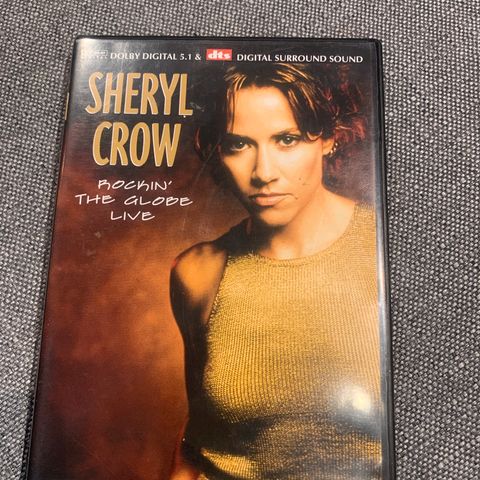 DOLBY DIGITAL 5.1 & dts DIGITAL SURROUND SOUND
SHERYL
CROW
ROCKIN'
THE GLOBE
LIVE